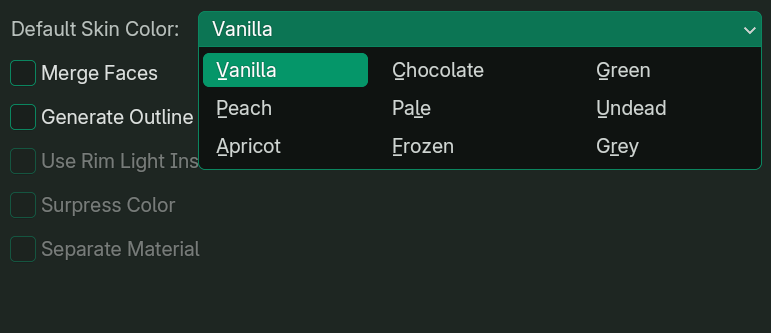 Default Skin Color: Vanilla
Vanilla Chocolate Green
Merge Faces
Peach Pale Undead
Generate Outline
Apricot Frozen Grey
Use Rim Light Ins
Surpress Color
Separate Material